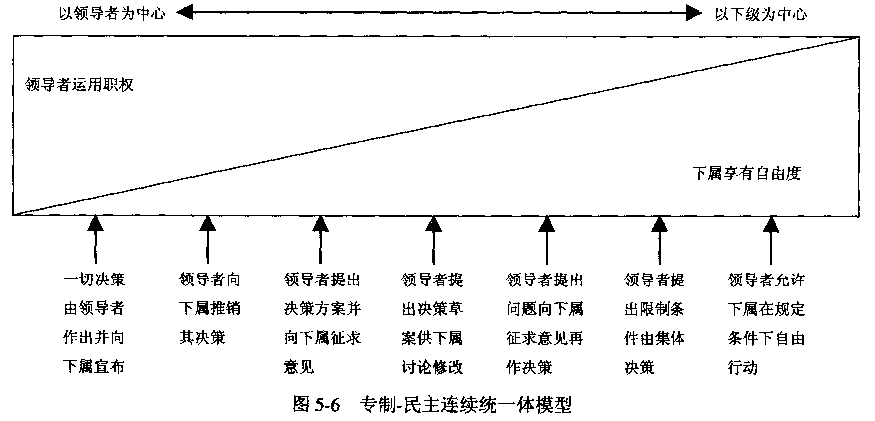 以领导者为中心
以下级为中心
领导者运用职权
下属享有自由度
一切决策
由领导者
作出并向
下属宣布
领导者向
下属推销
其决策
领导者提出
决策方案并
向下属征求
意见
领导者提
出决策草
案供下属
讨论修改
领导者提出
问题向下属
征求意见再
作决策
领导者提
出限制条
件由集体
决策
领导者允许
下属在规定
条件下自由
行动
图 5-6 专制-民主连续统一体模型